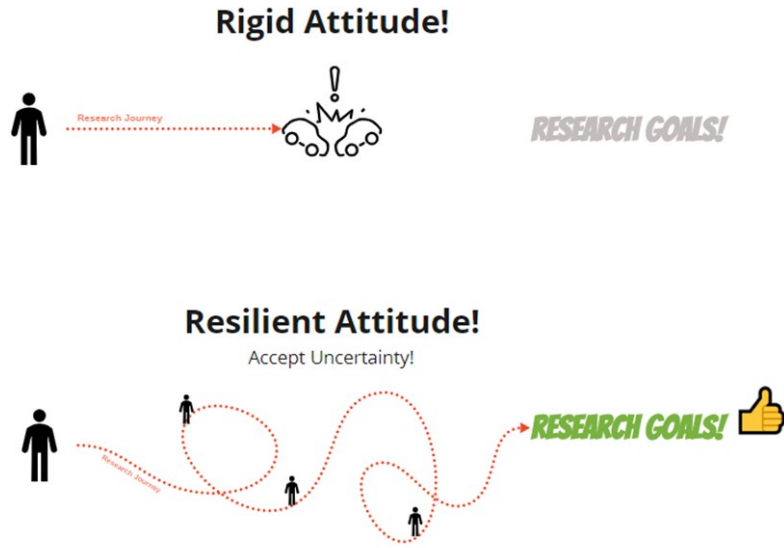 Rigid Attitude!
Research Journey
!
RESEARCH GOALS!
Resilient Attitude!
Accept Uncertainty!
Research Journey
RESEARCH GOALS!